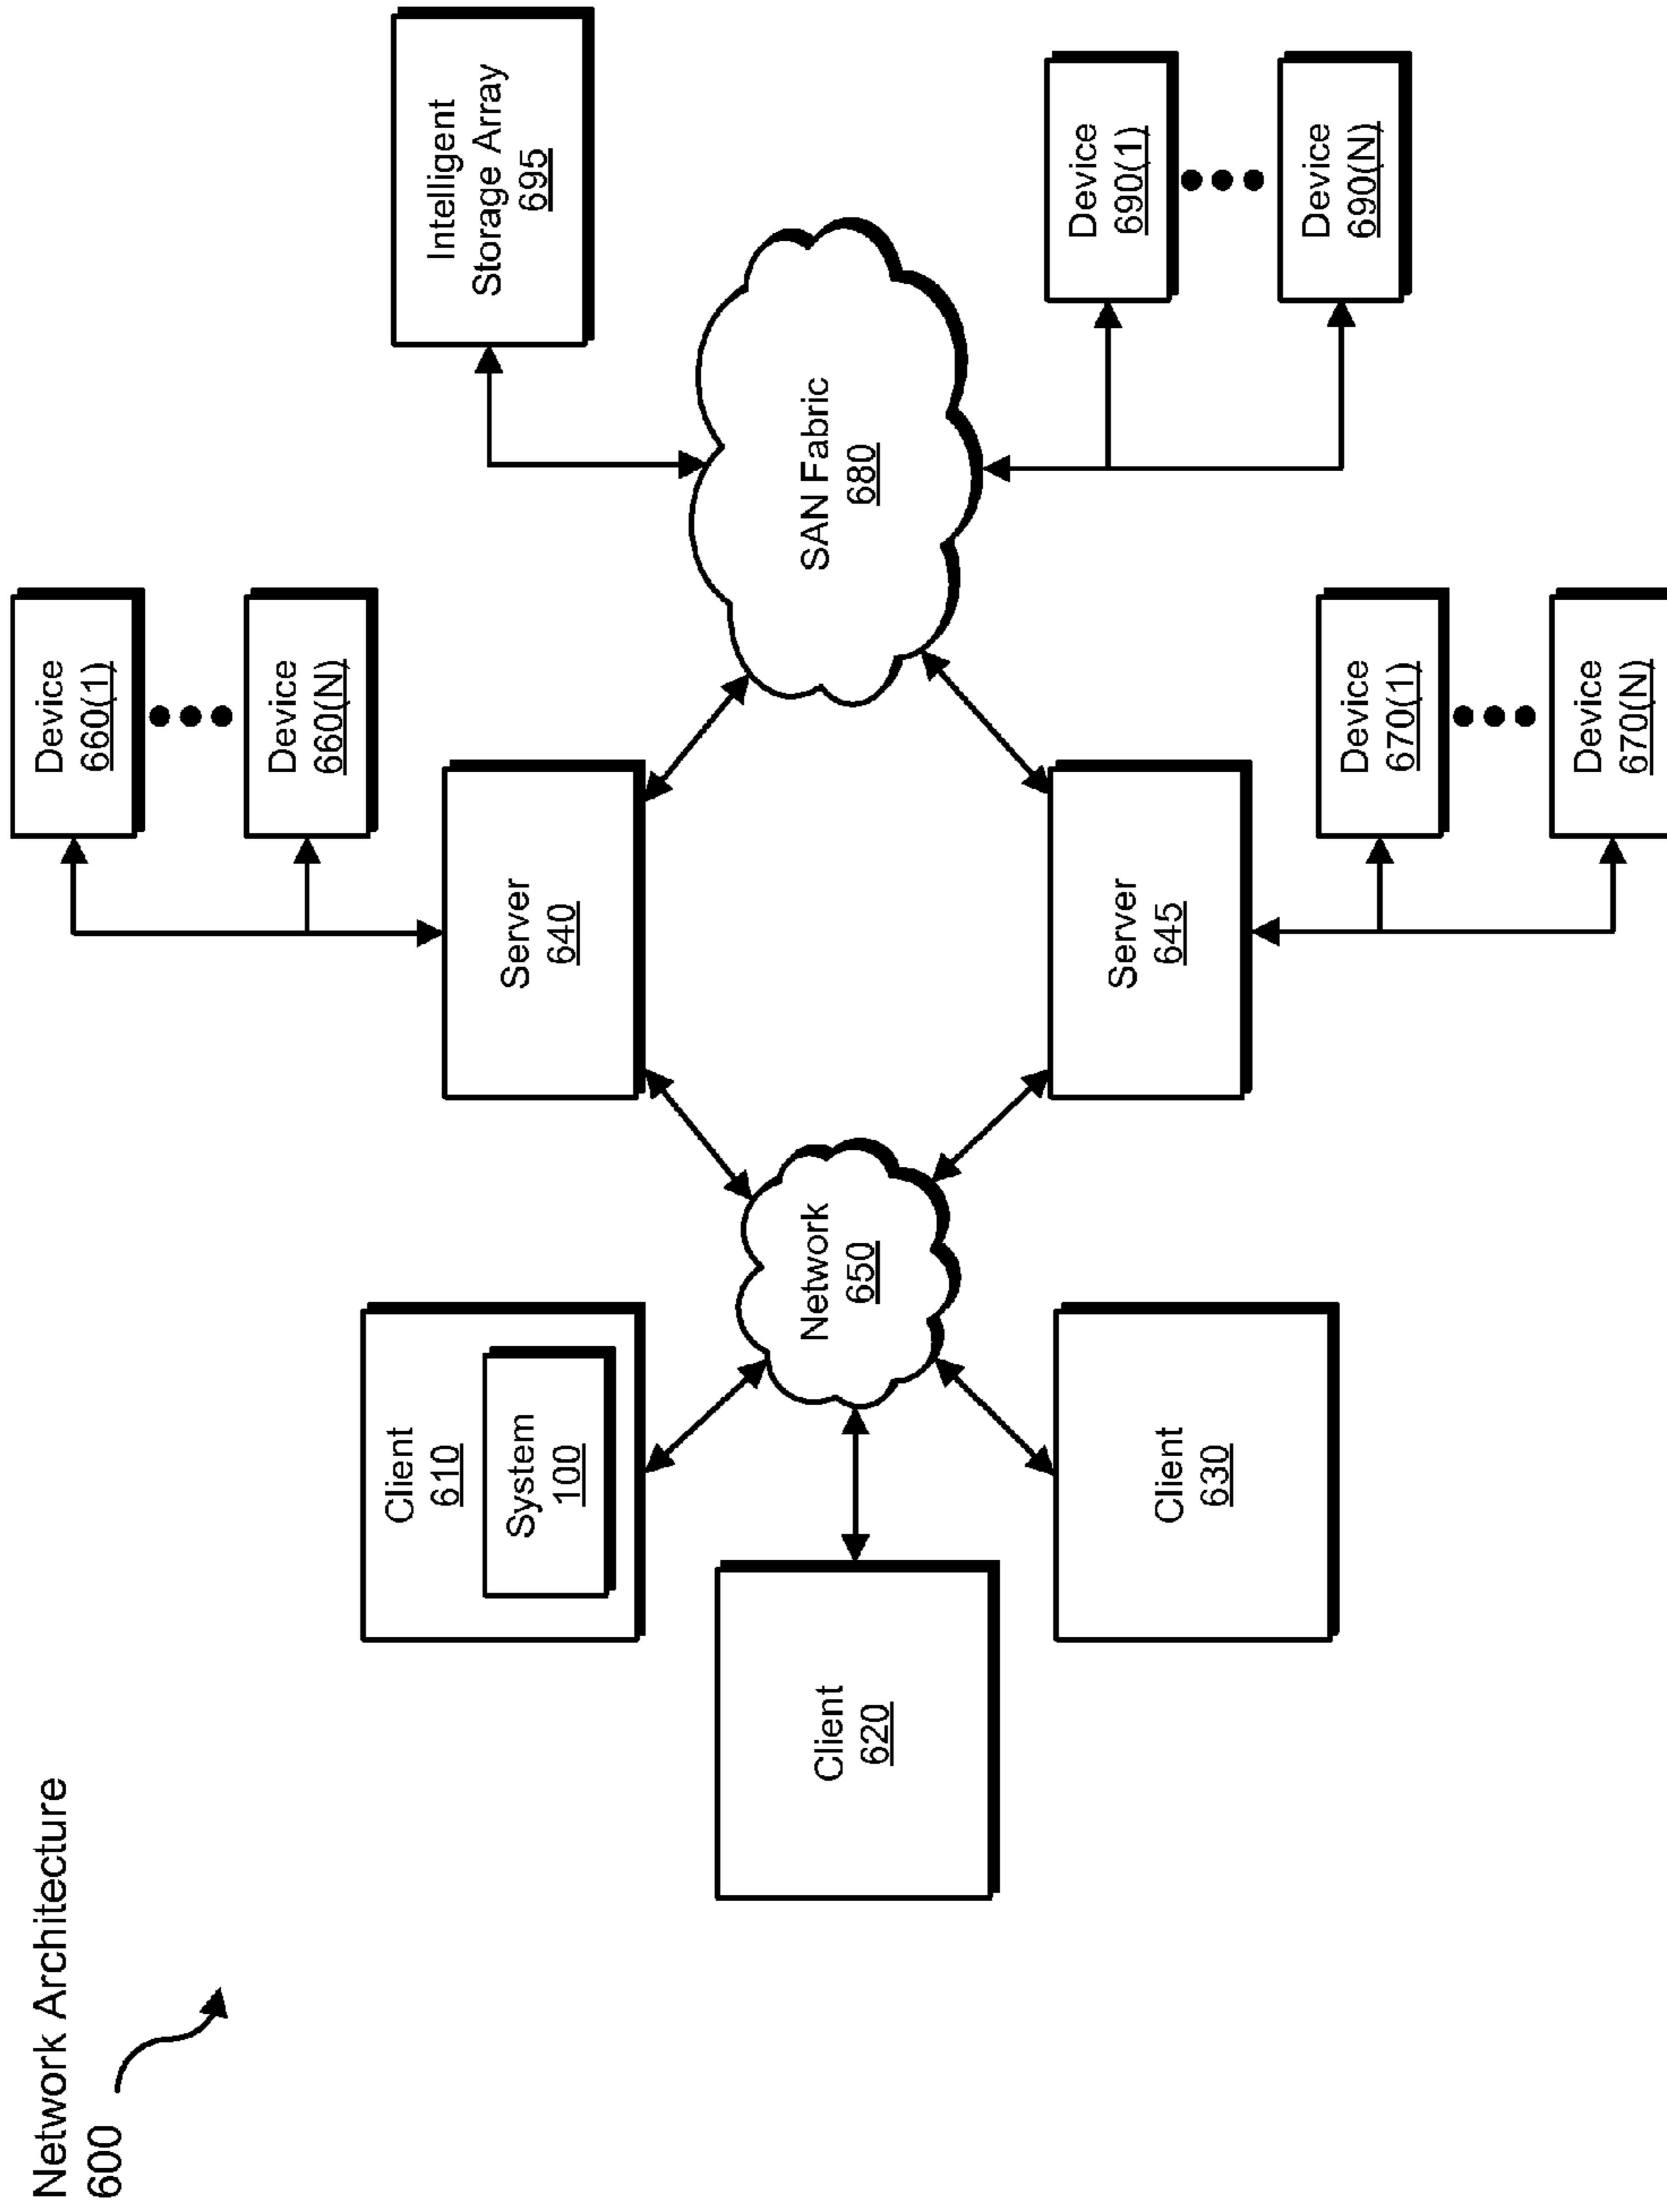 Network Architecture
600
Client
610
System
100
Client
620
Client
630
Network
650
Server
640
Server
645
Device
660(1)
Device
660(N)
Device
670(1)
Device
670(N)
SAN Fabric
680
Intelligent
Storage Array
695
Device
690(1)
Device
690(N)